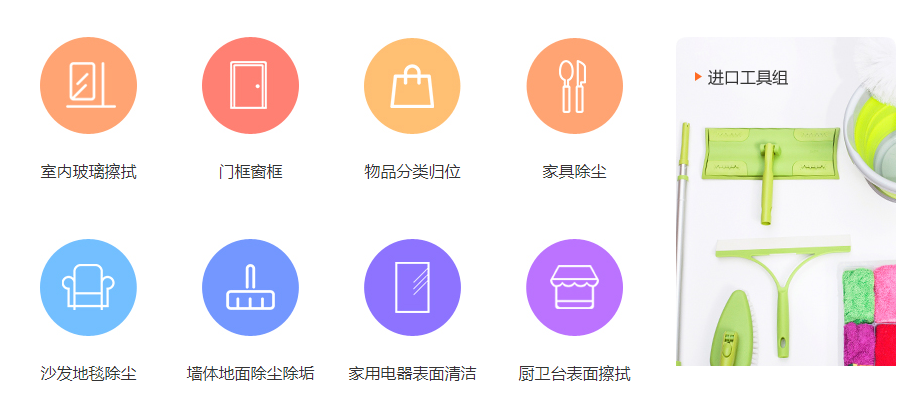 进口工具组
室内玻璃擦拭
门框窗框
物品分类归位
家具除尘
沙发地毯除尘
墙体地面除尘除垢
家用电器表面清洁
厨卫台表面擦拭